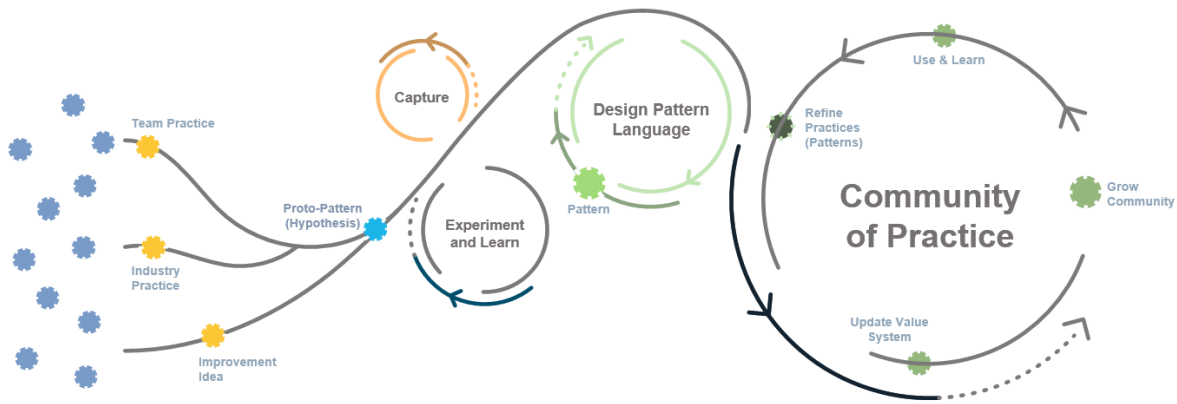 Team Practice
Industry
Practice
Improvement
Idea
Proto-Pattern
(Hypothesis)
Capture
Experiment
and Learn
Design Pattern
Language
Pattern
Use & Learn
Refine
Practices
(Patterns)
Grow
Community
Community
of Practice
Update Value
System